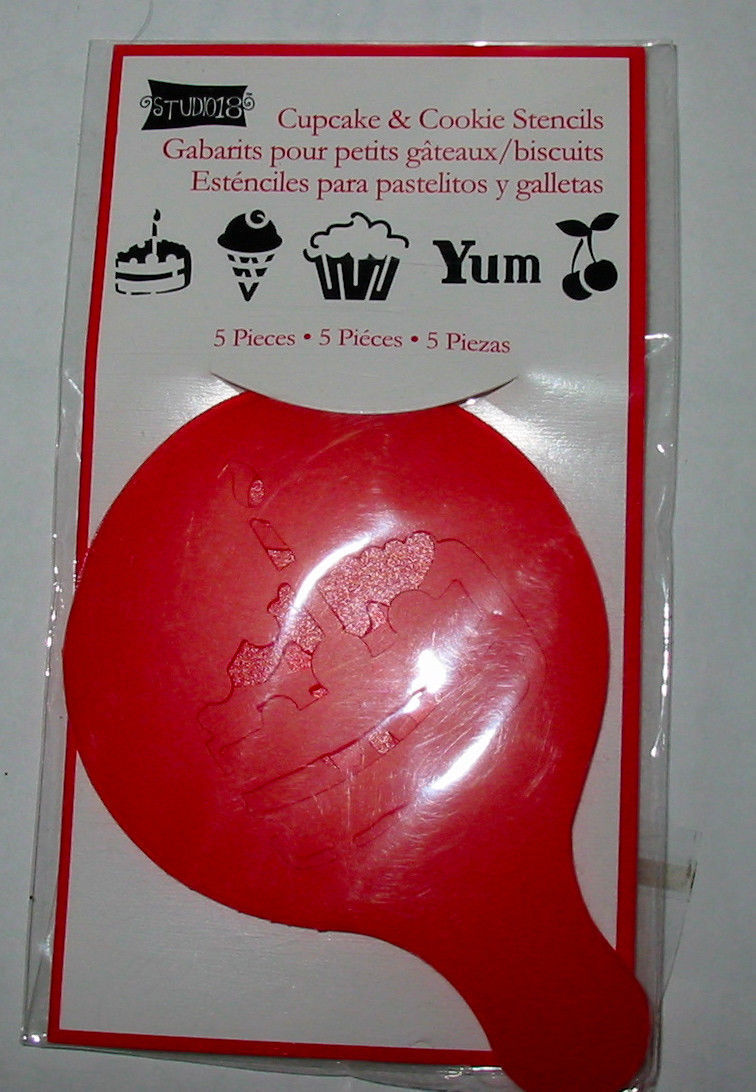 STUDIO18™
Cupcake & Cookie Stencils
Gabarits pour petits gâteaux/biscuits
Esténciles para pastelitos y galletas
Yum
5 Pieces • 5 Piéces • 5 Piezas